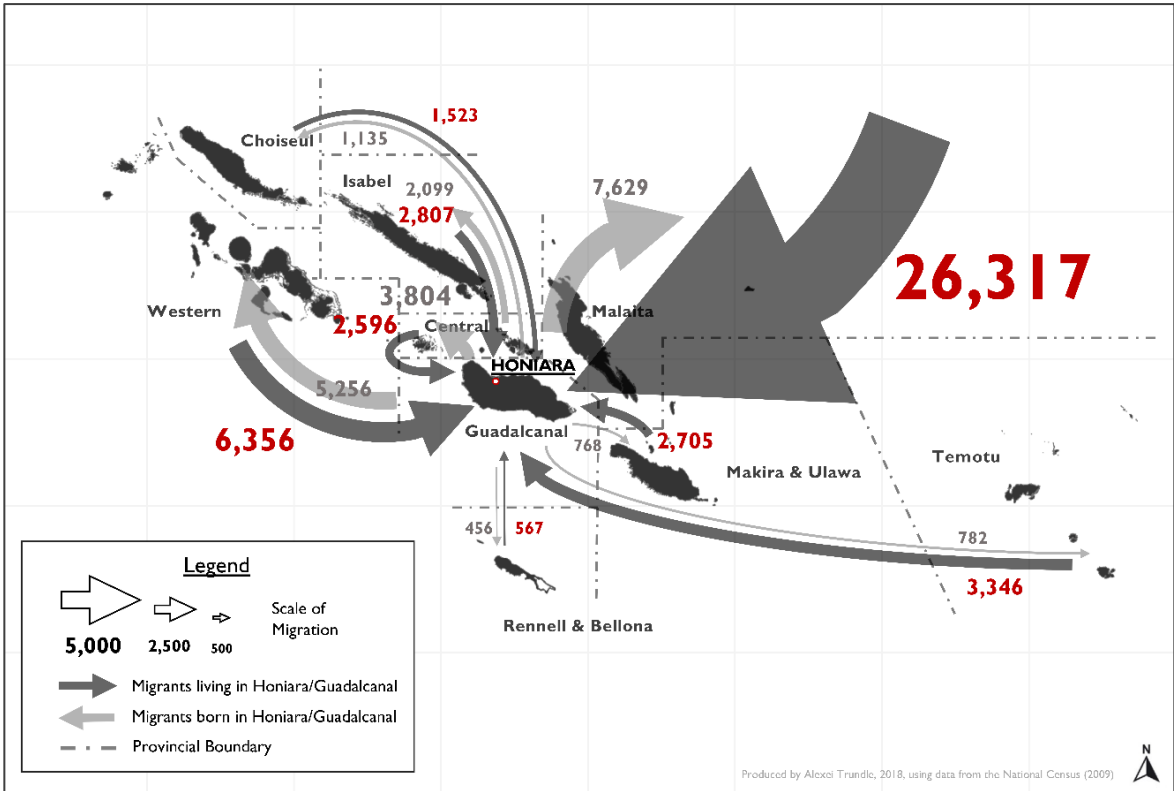 1,523
Choiseul
1,135
Isabel
2,099
2,807
7,629
26,317
3,804
Western
2,596
Central
Malaita
HONIARA
5,256
6,356
Guadalcanal
768
2,705
Makira & Ulawa
Temotu
456
567
782
3,346
Rennell & Bellona
Legend
Scale of
Migration
5,000 2,500 500
Migrants living in Honiara/Guadalcanal
Migrants born in Honiara/Guadalcanal
Provincial Boundary
N
Produced by Alexei Trundle, 2018, using data from the National Census (2009)